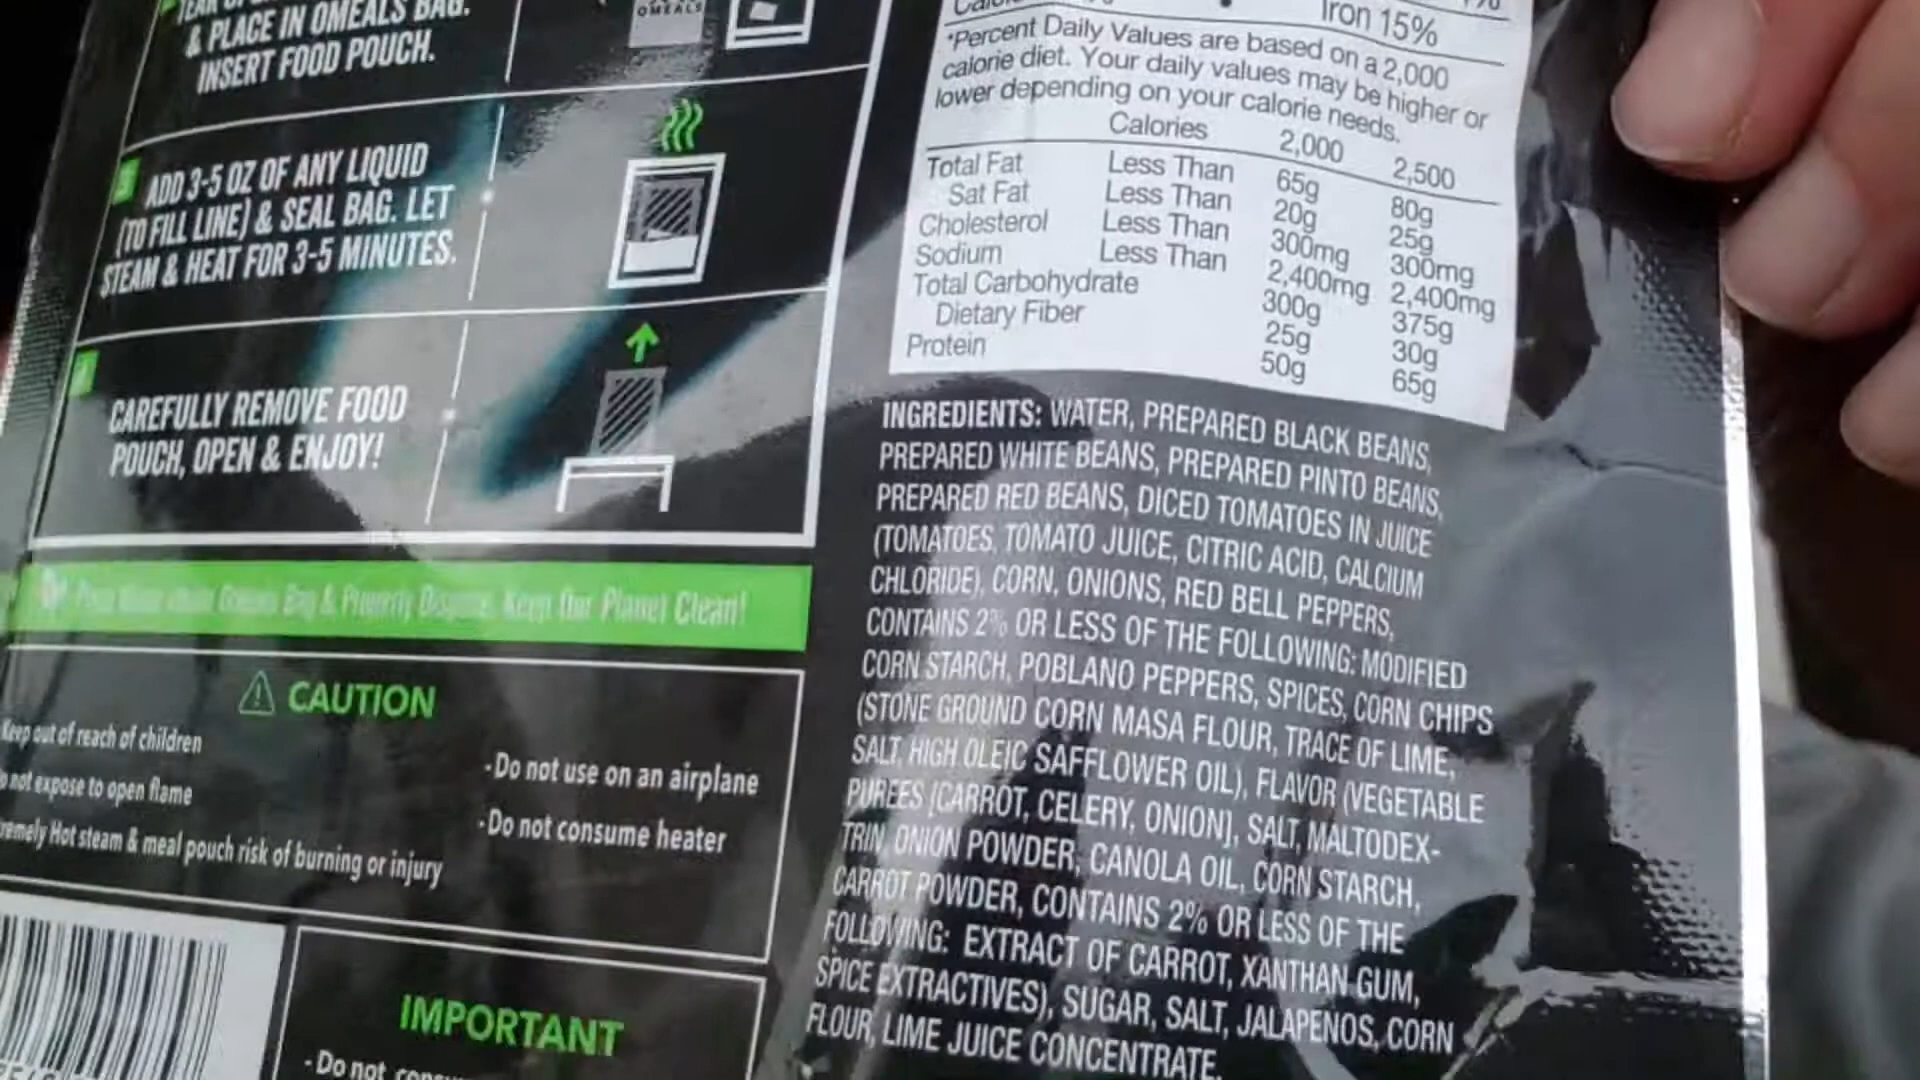 & PLACE IN OMEALS BAG.
INSERT FOOD POUCH.
OMEALS
ADD 3-5 OZ OF ANY LIQUID
(TO FILL LINE) & SEAL BAG. LET
STEAM & HEAT FOR 3-5 MINUTES.
CAREFULLY REMOVE FOOD
POUCH, OPEN & ENJOY!
Omeals Bag & Properly Dispose. Keep Our Planet Clean!
CAUTION
Keep out of reach of children
not expose to open flame
Hot steam & meal pouch risk of burning or injury
-Do not use on an airplane
-Do not consume heater
IMPORTANT
-Do not
Iron 15%
*Percent Daily Values are based on a 2,000
calorie diet. Your daily values may be higher or
lower depending on your calorie needs.
Calories 2,000 2,500
Total Fat Less Than 65g 80g
Sat Fat Less Than 20g 25g
Cholesterol Less Than 300mg 300mg
Sodium Less Than 2,400mg 2,400mg
Total Carbohydrate 300g 375g
Dietary Fiber 25g 30g
Protein 50g 65g
INGREDIENTS: WATER, PREPARED BLACK BEANS,
PREPARED WHITE BEANS, PREPARED PINTO BEANS,
PREPARED RED BEANS, DICED TOMATOES IN JUICE
(TOMATOES, TOMATO JUICE, CITRIC ACID, CALCIUM
CHLORIDE), CORN, ONIONS, RED BELL PEPPERS,
CONTAINS 2% OR LESS OF THE FOLLOWING: MODIFIED
CORN STARCH, POBLANO PEPPERS, SPICES, CORN CHIPS
(STONE GROUND CORN MASA FLOUR, TRACE OF LIME,
SALT, HIGH OLEIC SAFFLOWER OIL), FLAVOR (VEGETABLE
PUREES [CARROT, CELERY, ONION], SALT, MALTODEX-
TRIN, ONION POWDER, CANOLA OIL, CORN STARCH,
CARROT POWDER, CONTAINS 2% OR LESS OF THE
FOLLOWING: EXTRACT OF CARROT, XANTHAN GUM,
SPICE EXTRACTIVES), SUGAR, SALT, JALAPENOS, CORN
FLOUR, LIME JUICE CONCENTRATE.